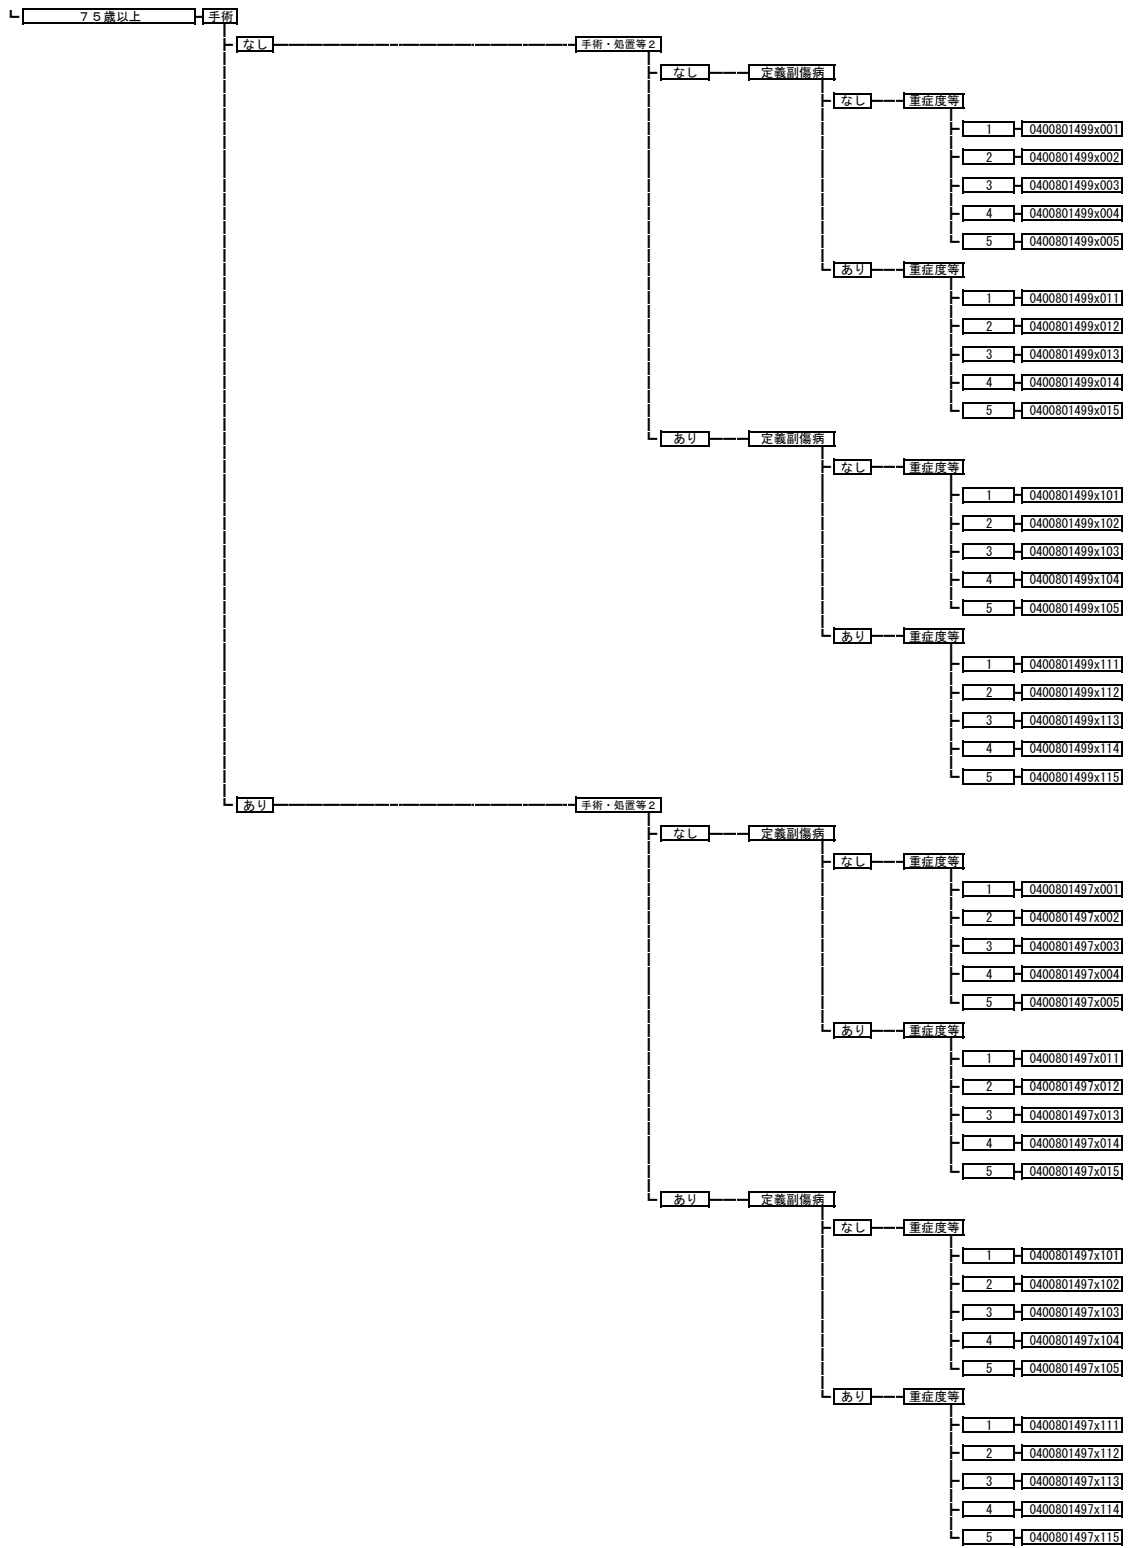 ７５歳以上 手術
なし 手術・処置等２
なし 定義副傷病
なし 重症度等
1 0400801499x001
2 0400801499x002
3 0400801499x003
4 0400801499x004
5 0400801499x005
あり 重症度等
1 0400801499x011
2 0400801499x012
3 0400801499x013
4 0400801499x014
5 0400801499x015
あり 定義副傷病
なし 重症度等
1 0400801499x101
2 0400801499x102
3 0400801499x103
4 0400801499x104
5 0400801499x105
あり 重症度等
1 0400801499x111
2 0400801499x112
3 0400801499x113
4 0400801499x114
5 0400801499x115
あり 手術・処置等２
なし 定義副傷病
なし 重症度等
1 0400801497x001
2 0400801497x002
3 0400801497x003
4 0400801497x004
5 0400801497x005
あり 重症度等
1 0400801497x011
2 0400801497x012
3 0400801497x013
4 0400801497x014
5 0400801497x015
あり 定義副傷病
なし 重症度等
1 0400801497x101
2 0400801497x102
3 0400801497x103
4 0400801497x104
5 0400801497x105
あり 重症度等
1 0400801497x111
2 0400801497x112
3 0400801497x113
4 0400801497x114
5 0400801497x115